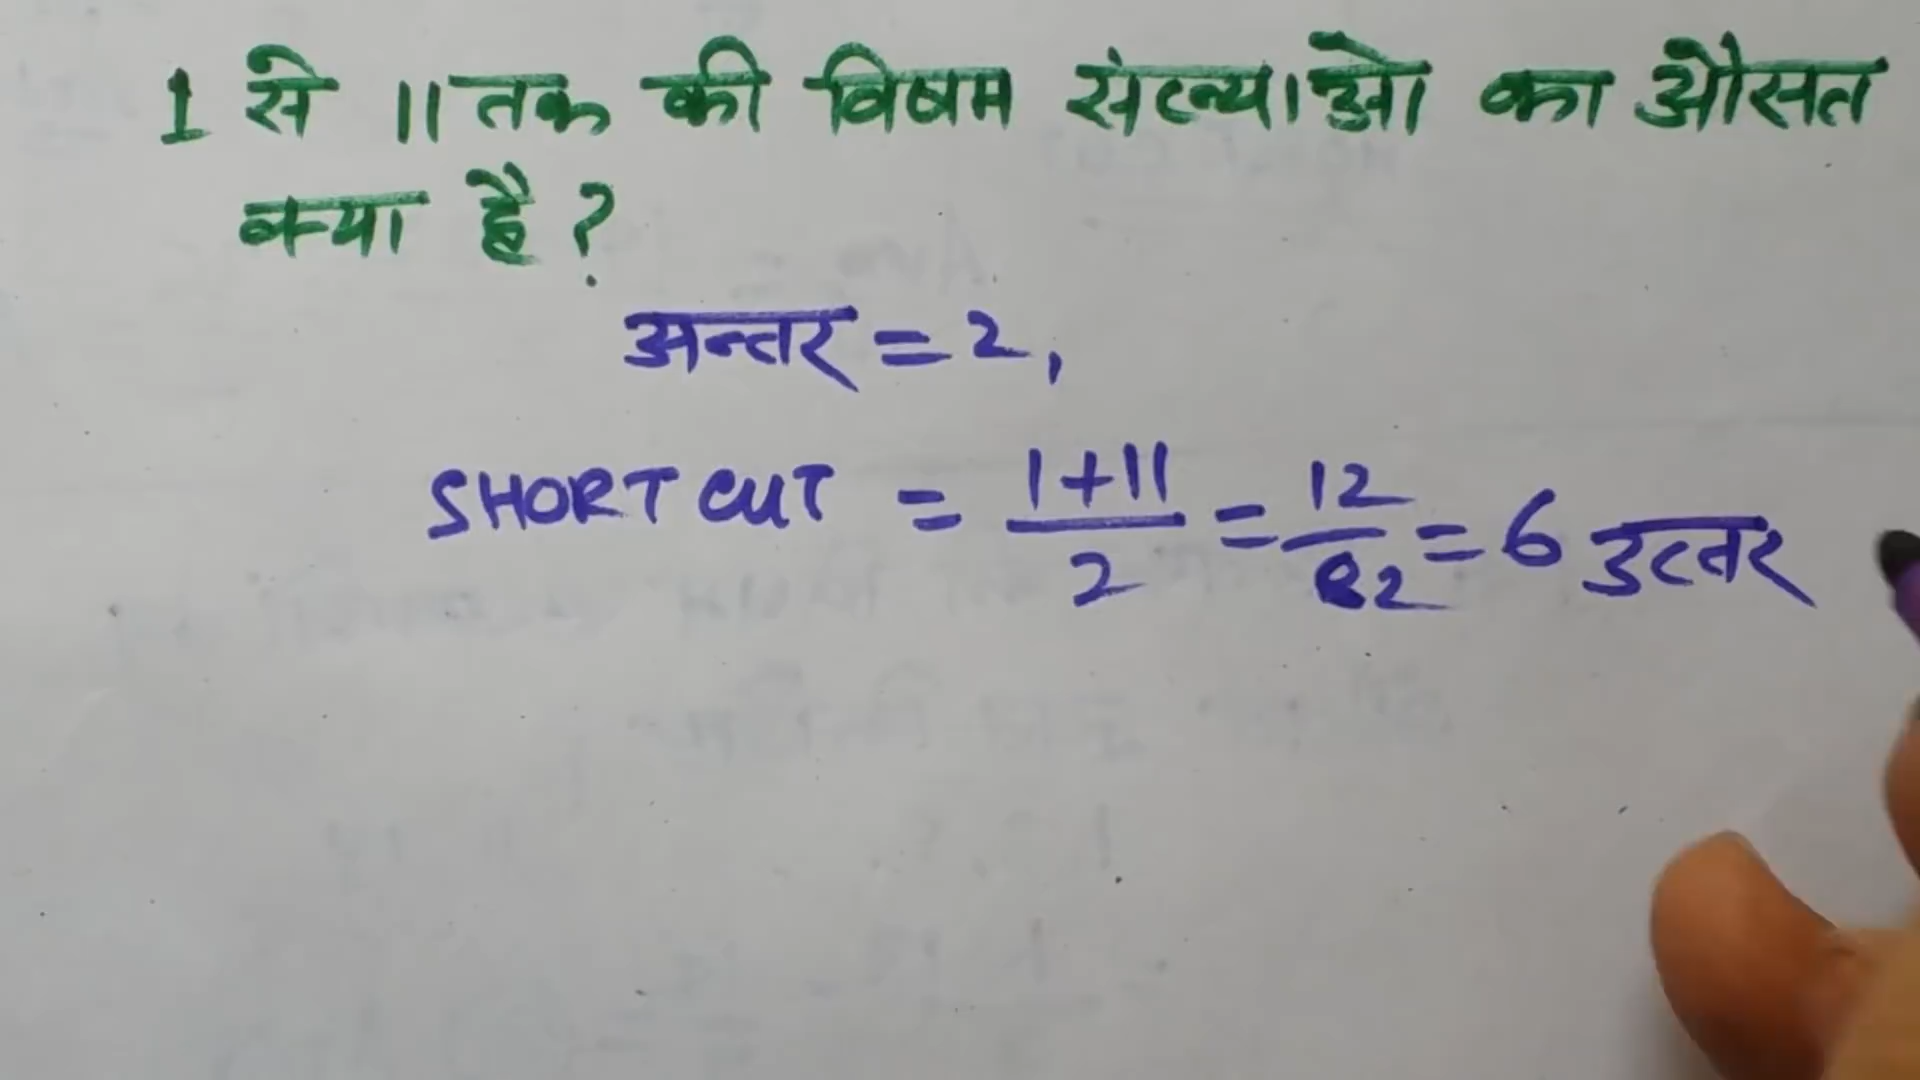 1 से 11 तक की विषम संख्याओ का औसत
क्या है ?
अन्तर = 2,
SHORT CUT = 1+11/2 = 12/2 = 6 उत्तर